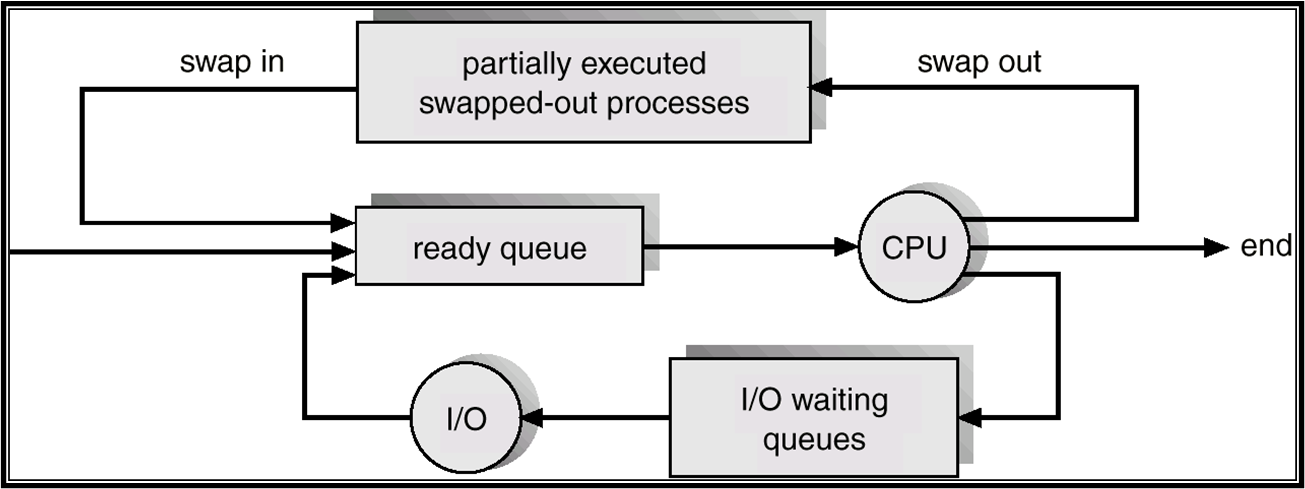 swap in
partially executed
swapped-out processes
swap out
ready queue
CPU
end
I/O
I/O waiting
queues